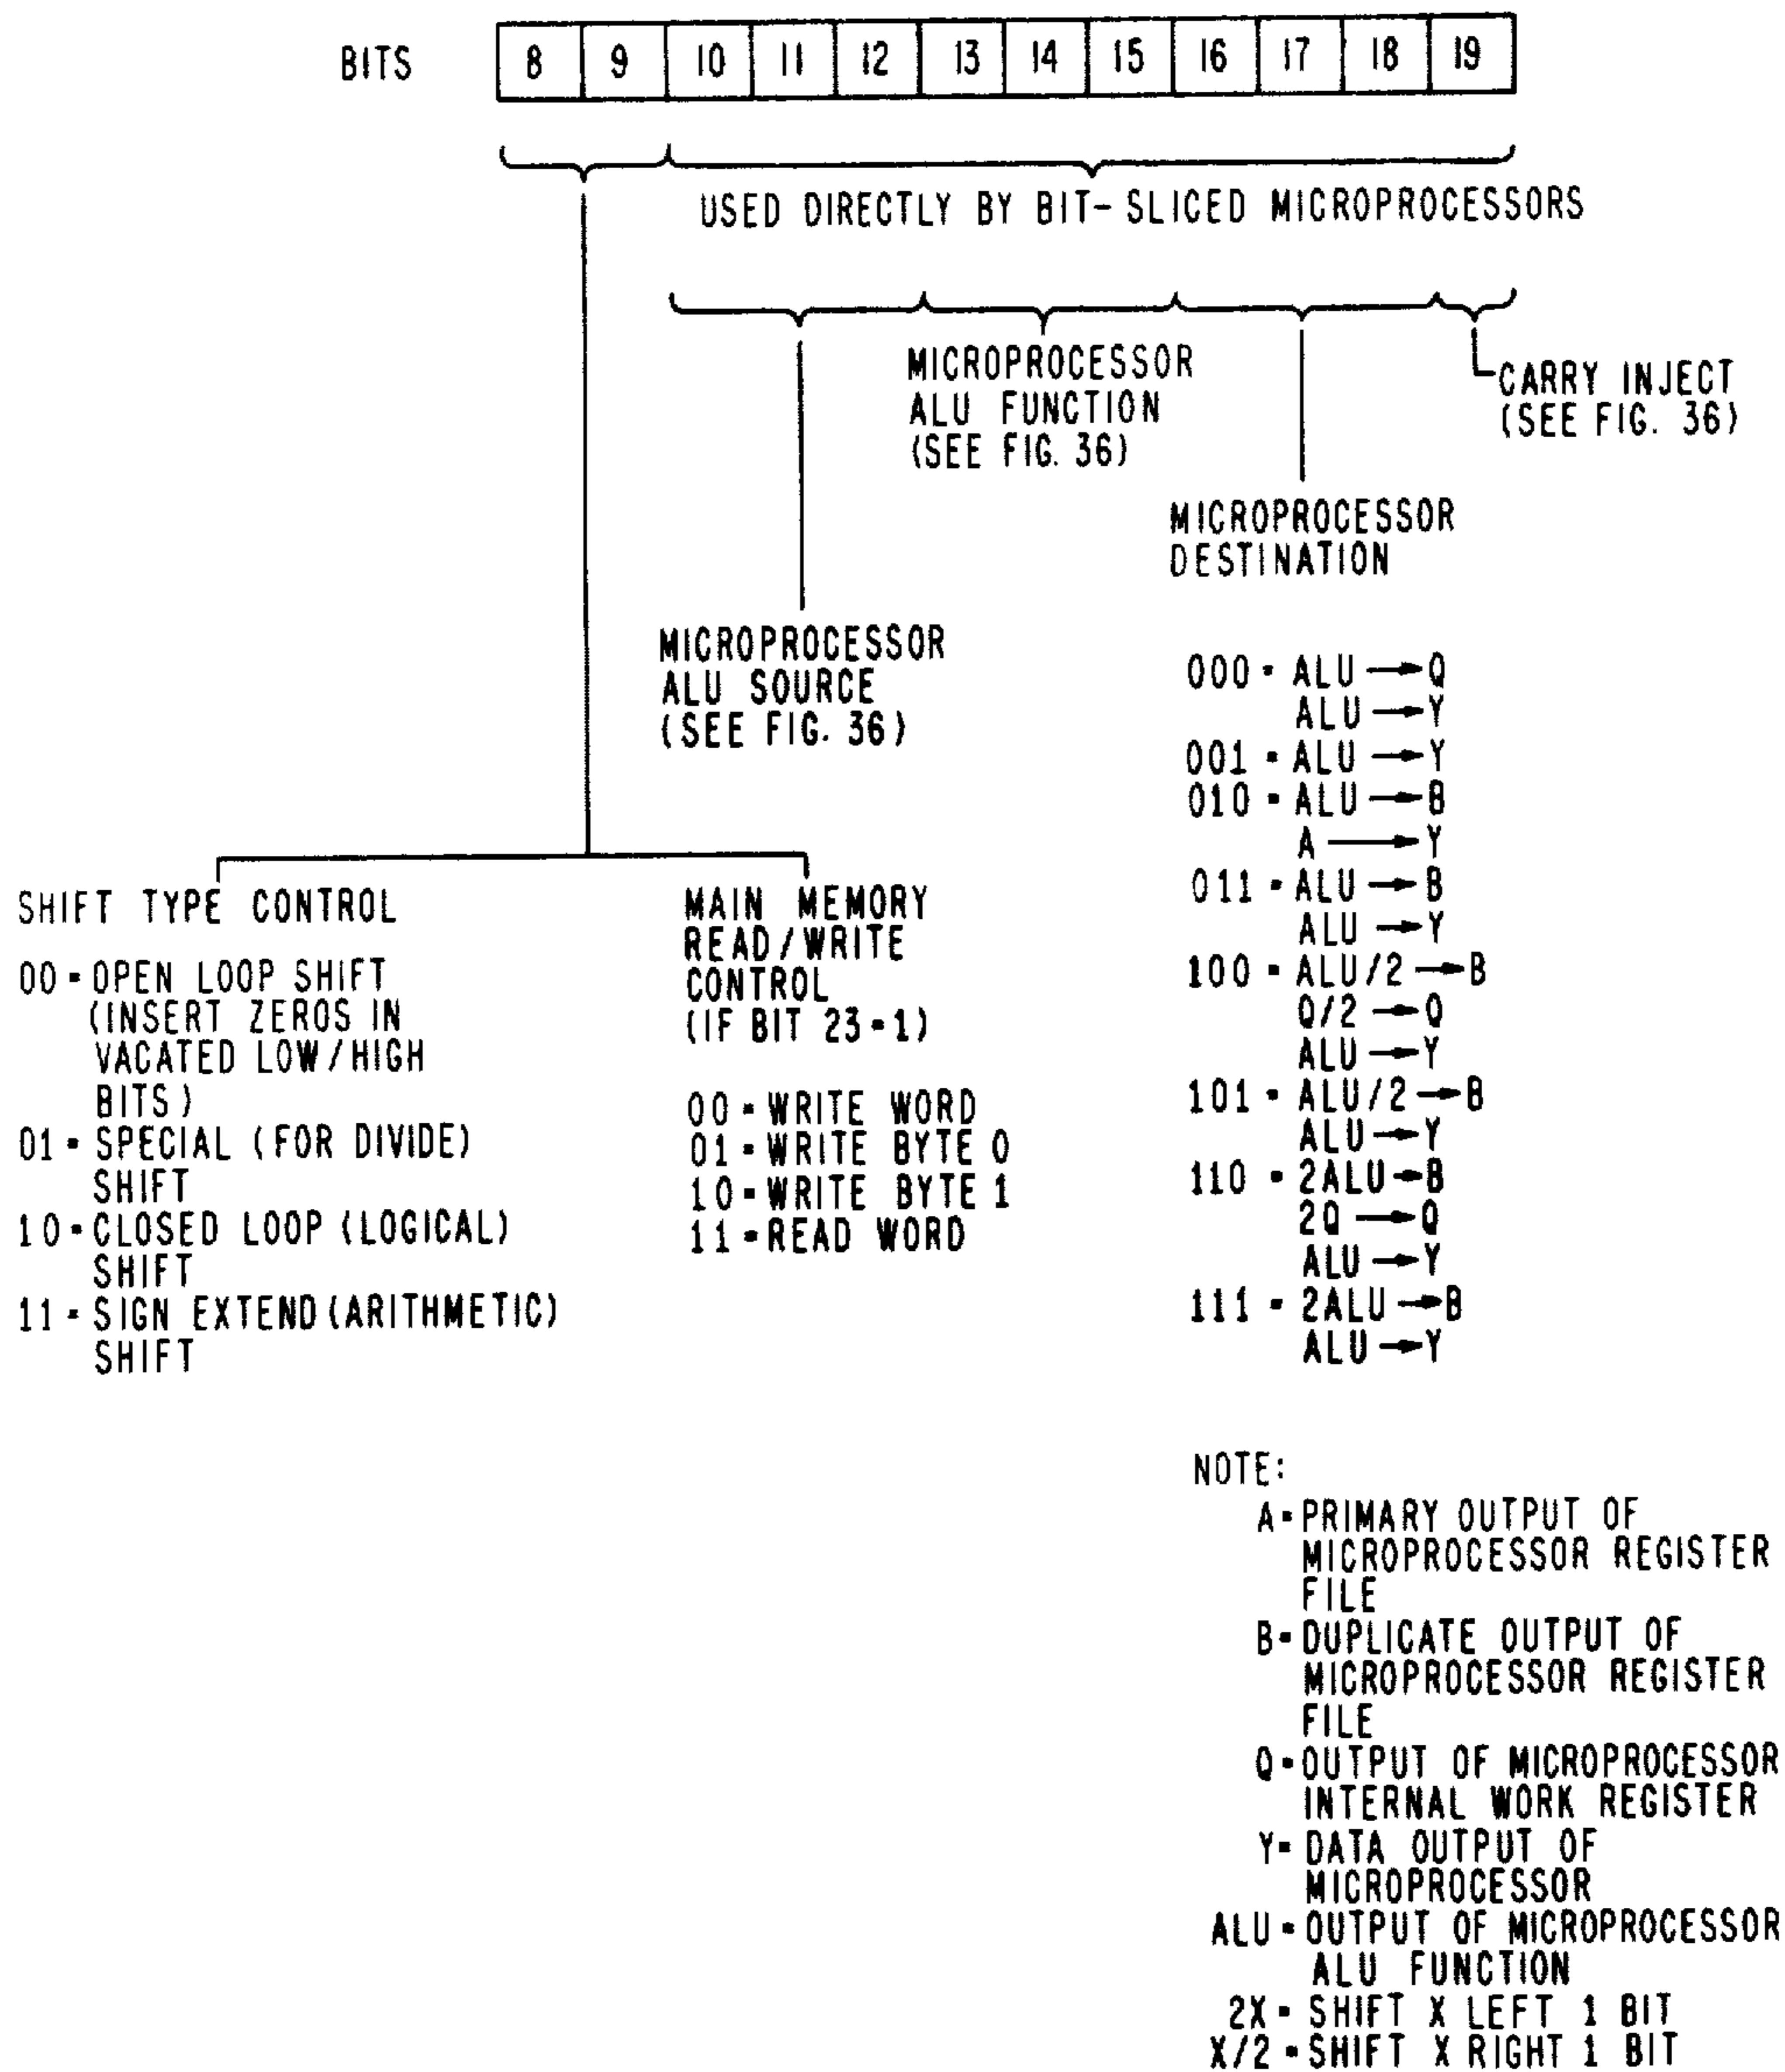 BITS 8 9 10 11 12 13 14 15 16 17 18 19
USED DIRECTLY BY BIT-SLICED MICROPROCESSORS
MICROPROCESSOR
ALU FUNCTION
(SEE FIG. 36)
CARRY INJECT
(SEE FIG. 36)
MICROPROCESSOR
DESTINATION
MICROPROCESSOR
ALU SOURCE
(SEE FIG. 36)
000 = ALU → Q
ALU → Y
001 = ALU → Y
010 = ALU → B
A → Y
011 = ALU → B
ALU → Y
100 = ALU/2 → B
Q/2 → Q
ALU → Y
101 = ALU/2 → B
ALU → Y
110 = 2ALU → B
2Q → Q
ALU → Y
111 = 2ALU → B
ALU → Y
SHIFT TYPE CONTROL
00 = OPEN LOOP SHIFT
(INSERT ZEROS IN
VACATED LOW/HIGH
BITS)
01 = SPECIAL (FOR DIVIDE)
SHIFT
10 = CLOSED LOOP (LOGICAL)
SHIFT
11 = SIGN EXTEND (ARITHMETIC)
SHIFT
MAIN MEMORY
READ/WRITE
CONTROL
(IF BIT 23=1)
00 = WRITE WORD
01 = WRITE BYTE 0
10 = WRITE BYTE 1
11 = READ WORD
NOTE:
A = PRIMARY OUTPUT OF
MICROPROCESSOR REGISTER
FILE
B = DUPLICATE OUTPUT OF
MICROPROCESSOR REGISTER
FILE
Q = OUTPUT OF MICROPROCESSOR
INTERNAL WORK REGISTER
Y = DATA OUTPUT OF
MICROPROCESSOR
ALU = OUTPUT OF MICROPROCESSOR
ALU FUNCTION
2X = SHIFT X LEFT 1 BIT
X/2 = SHIFT X RIGHT 1 BIT